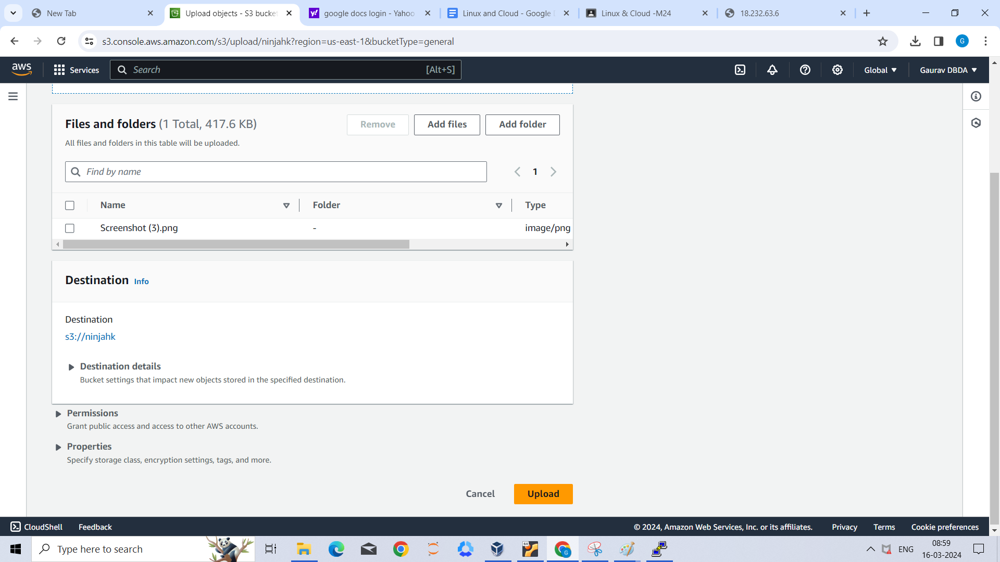 New Tab
Upload objects - S3 bucket
google docs login - Yahoo
Linux and Cloud - Google
Linux & Cloud -M24
18.232.63.6
s3.console.aws.amazon.com/s3/upload/ninjahk?region=us-east-1&bucketType=general
G
aws
Services
Search
[Alt+S]
Global
Gaurav DBDA
Files and folders (1 Total, 417.6 KB)
Remove
Add files
Add folder
All files and folders in this table will be uploaded.
Find by name
1
Name
Folder
Type
Screenshot (3).png
-
image/png
Destination Info
Destination
s3://ninjahk
Destination details
Bucket settings that impact new objects stored in the specified destination.
Permissions
Grant public access and access to other AWS accounts.
Properties
Specify storage class, encryption settings, tags, and more.
Cancel
Upload
CloudShell
Feedback
© 2024, Amazon Web Services, Inc. or its affiliates.
Privacy
Terms
Cookie preferences
Type here to search
64
G
ENG
08:59
16-03-2024